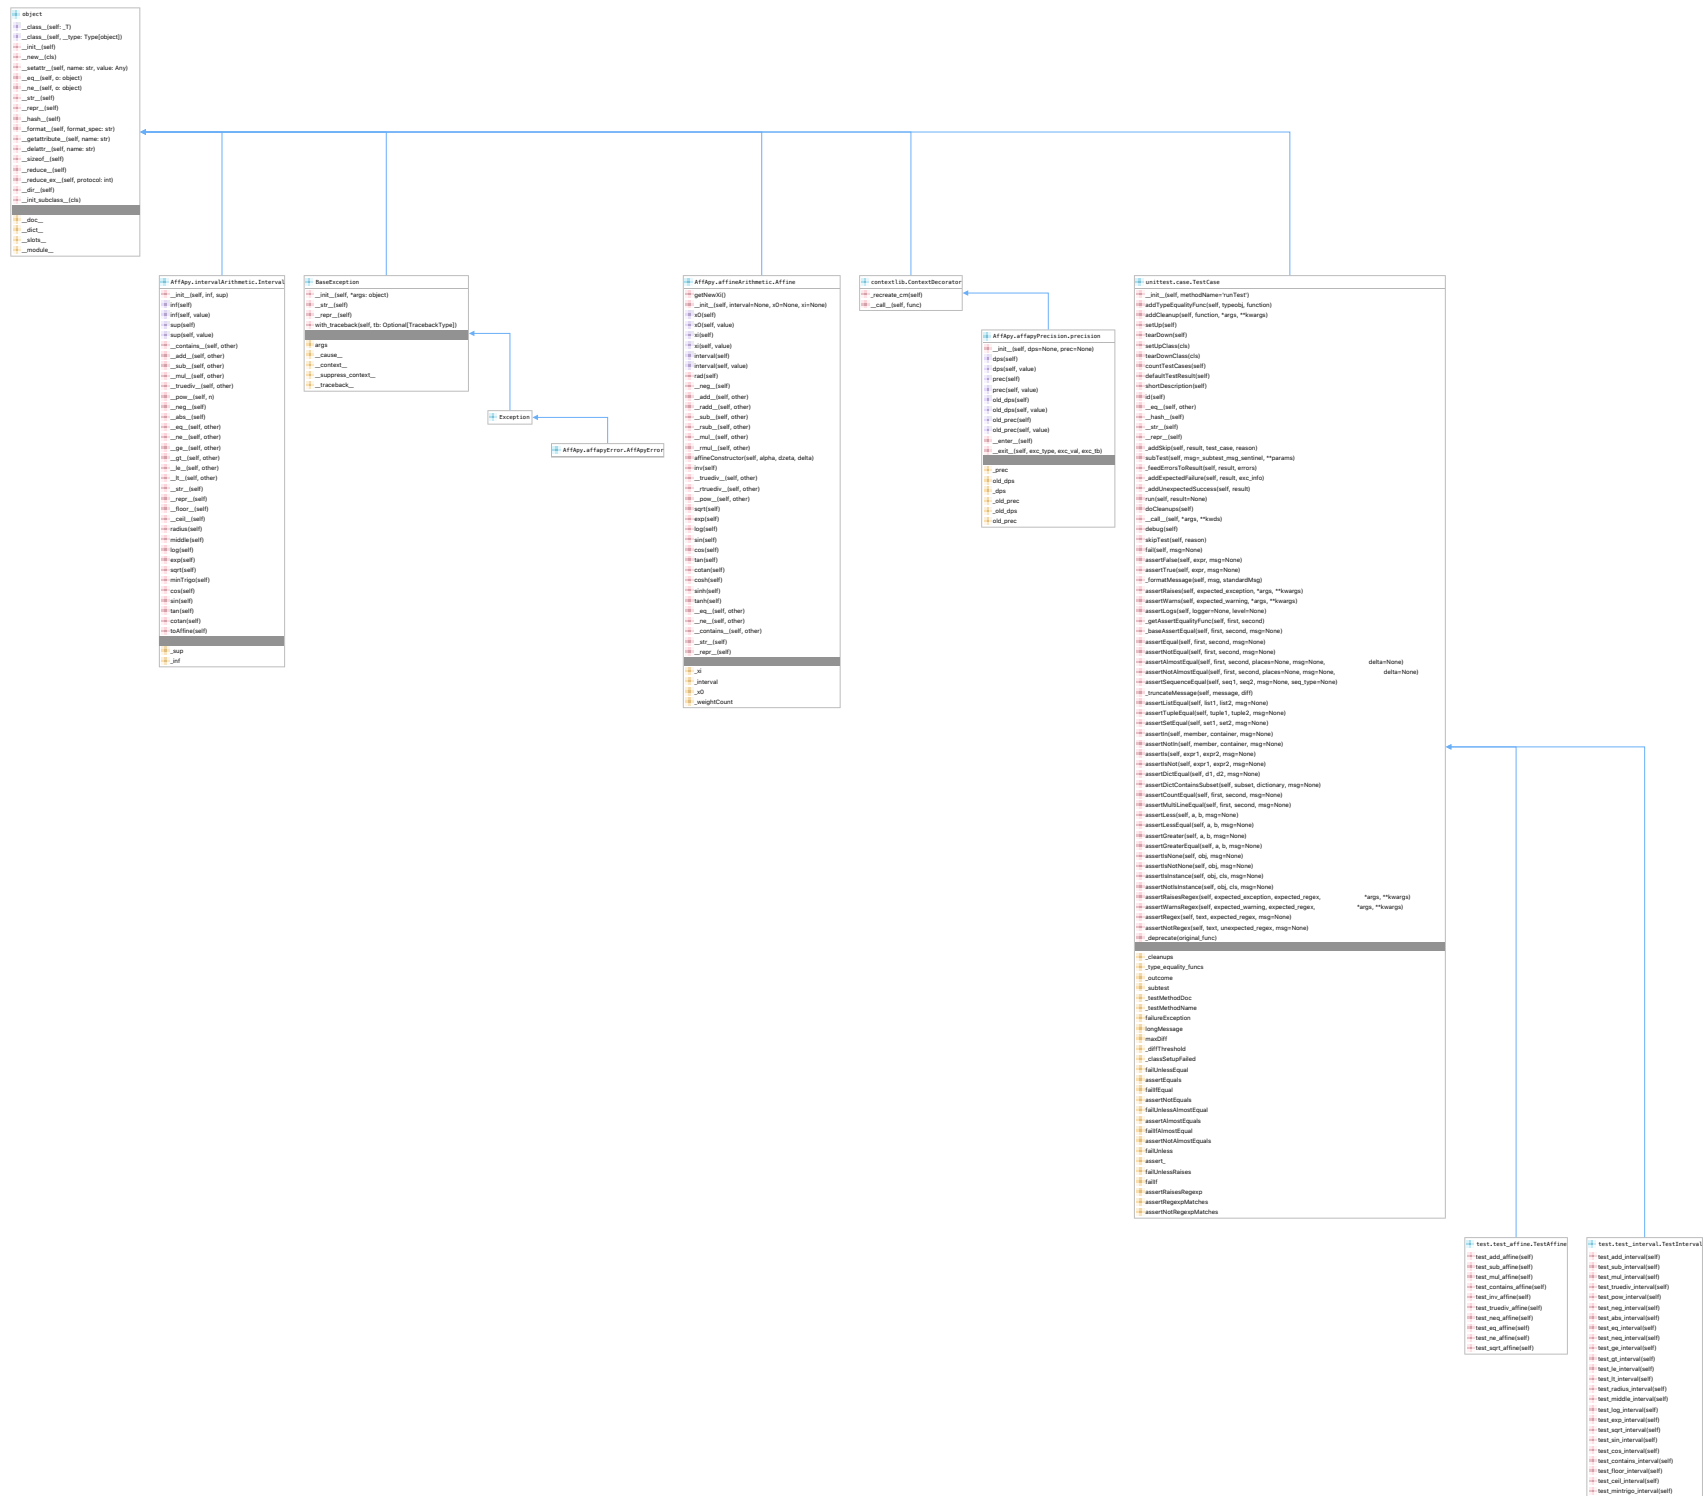 object
__class__(self: _T)
__class__(self, __type: Type[object])
__init__(self)
__new__(cls)
__setattr__(self, name: str, value: Any)
__eq__(self, o: object)
__ne__(self, o: object)
__str__(self)
__repr__(self)
__hash__(self)
__format__(self, format_spec: str)
__getattribute__(self, name: str)
__delattr__(self, name: str)
__sizeof__(self)
__reduce__(self)
__reduce_ex__(self, protocol: int)
__dir__(self)
__init_subclass__(cls)
__doc__
__dict__
__slots__
__module__
AffApy.intervalArithmetic.Interval
__init__(self, inf, sup)
inf(self)
inf(self, value)
sup(self)
sup(self, value)
__contains__(self, other)
__add__(self, other)
__sub__(self, other)
__mul__(self, other)
__truediv__(self, other)
__pow__(self, n)
__neg__(self)
__abs__(self)
__eq__(self, other)
__ne__(self, other)
__ge__(self, other)
__gt__(self, other)
__le__(self, other)
__lt__(self, other)
__str__(self)
__repr__(self)
__floor__(self)
__ceil__(self)
radius(self)
middle(self)
log(self)
exp(self)
sqrt(self)
minTrigo(self)
cos(self)
sin(self)
tan(self)
cotan(self)
toAffine(self)
_sup
_inf
BaseException
__init__(self, *args: object)
__str__(self)
__repr__(self)
with_traceback(self, tb: Optional[TracebackType])
args
__cause__
__context__
__suppress_context__
__traceback__
Exception
AffApy.affapyError.AffApyError
AffApy.affineArithmetic.Affine
getNewXi()
__init__(self, interval=None, x0=None, xi=None)
x0(self)
x0(self, value)
xi(self)
xi(self, value)
interval(self)
interval(self, value)
rad(self)
__neg__(self)
__add__(self, other)
__radd__(self, other)
__sub__(self, other)
__rsub__(self, other)
__mul__(self, other)
__rmul__(self, other)
affineConstructor(self, alpha, dzeta, delta)
inv(self)
__truediv__(self, other)
__rtruediv__(self, other)
__pow__(self, other)
sqrt(self)
exp(self)
log(self)
sin(self)
cos(self)
tan(self)
cotan(self)
cosh(self)
sinh(self)
tanh(self)
__eq__(self, other)
__ne__(self, other)
__contains__(self, other)
__str__(self)
__repr__(self)
_xi
_interval
_x0
_weightCount
contextlib.ContextDecorator
_recreate_cm(self)
__call__(self, func)
AffApy.affapyPrecision.precision
__init__(self, dps=None, prec=None)
dps(self)
dps(self, value)
prec(self)
prec(self, value)
old_dps(self)
old_dps(self, value)
old_prec(self)
old_prec(self, value)
__enter__(self)
__exit__(self, exc_type, exc_val, exc_tb)
_prec
old_dps
_dps
_old_prec
_old_dps
old_prec
unittest.case.TestCase
__init__(self, methodName='runTest')
addTypeEqualityFunc(self, typeobj, function)
addCleanup(self, function, *args, **kwargs)
setUp(self)
tearDown(self)
setUpClass(cls)
tearDownClass(cls)
countTestCases(self)
defaultTestResult(self)
shortDescription(self)
id(self)
__eq__(self, other)
__hash__(self)
__str__(self)
__repr__(self)
_addSkip(self, result, test_case, reason)
subTest(self, msg=_subtest_msg_sentinel, **params)
_feedErrorsToResult(self, result, errors)
_addExpectedFailure(self, result, exc_info)
_addUnexpectedSuccess(self, result)
run(self, result=None)
doCleanups(self)
__call__(self, *args, **kwds)
debug(self)
skipTest(self, reason)
fail(self, msg=None)
assertFalse(self, expr, msg=None)
assertTrue(self, expr, msg=None)
_formatMessage(self, msg, standardMsg)
assertRaises(self, expected_exception, *args, **kwargs)
assertWarns(self, expected_warning, *args, **kwargs)
assertLogs(self, logger=None, level=None)
_getAssertEqualityFunc(self, first, second)
_baseAssertEqual(self, first, second, msg=None)
assertEqual(self, first, second, msg=None)
assertNotEqual(self, first, second, msg=None)
assertAlmostEqual(self, first, second, places=None, msg=None, delta=None)
assertNotAlmostEqual(self, first, second, places=None, msg=None, delta=None)
assertSequenceEqual(self, seq1, seq2, msg=None, seq_type=None)
_truncateMessage(self, message, diff)
assertListEqual(self, list1, list2, msg=None)
assertTupleEqual(self, tuple1, tuple2, msg=None)
assertSetEqual(self, set1, set2, msg=None)
assertIn(self, member, container, msg=None)
assertNotIn(self, member, container, msg=None)
assertIs(self, expr1, expr2, msg=None)
assertIsNot(self, expr1, expr2, msg=None)
assertDictEqual(self, d1, d2, msg=None)
assertDictContainsSubset(self, subset, dictionary, msg=None)
assertCountEqual(self, first, second, msg=None)
assertMultiLineEqual(self, first, second, msg=None)
assertLess(self, a, b, msg=None)
assertLessEqual(self, a, b, msg=None)
assertGreater(self, a, b, msg=None)
assertGreaterEqual(self, a, b, msg=None)
assertIsNone(self, obj, msg=None)
assertIsNotNone(self, obj, msg=None)
assertIsInstance(self, obj, cls, msg=None)
assertNotIsInstance(self, obj, cls, msg=None)
assertRaisesRegex(self, expected_exception, expected_regex, *args, **kwargs)
assertWarnsRegex(self, expected_warning, expected_regex, *args, **kwargs)
assertRegex(self, text, expected_regex, msg=None)
assertNotRegex(self, text, unexpected_regex, msg=None)
_deprecate(original_func)
_cleanups
_type_equality_funcs
_outcome
_subtest
_testMethodDoc
_testMethodName
failureException
longMessage
maxDiff
_diffThreshold
_classSetupFailed
failUnlessEqual
assertEquals
failIfEqual
assertNotEquals
failUnlessAlmostEqual
assertAlmostEquals
failIfAlmostEqual
assertNotAlmostEquals
failUnless
assert_
failUnlessRaises
failIf
assertRaisesRegexp
assertRegexpMatches
assertNotRegexpMatches
test.test_affine.TestAffine
test_add_affine(self)
test_sub_affine(self)
test_mul_affine(self)
test_contains_affine(self)
test_inv_affine(self)
test_truediv_affine(self)
test_neq_affine(self)
test_eq_affine(self)
test_ne_affine(self)
test_sqrt_affine(self)
test.test_interval.TestInterval
test_add_interval(self)
test_sub_interval(self)
test_mul_interval(self)
test_truediv_interval(self)
test_pow_interval(self)
test_neg_interval(self)
test_abs_interval(self)
test_eq_interval(self)
test_neq_interval(self)
test_ge_interval(self)
test_gt_interval(self)
test_le_interval(self)
test_lt_interval(self)
test_radius_interval(self)
test_middle_interval(self)
test_log_interval(self)
test_exp_interval(self)
test_sqrt_interval(self)
test_sin_interval(self)
test_cos_interval(self)
test_contains_interval(self)
test_floor_interval(self)
test_ceil_interval(self)
test_mintrigo_interval(self)